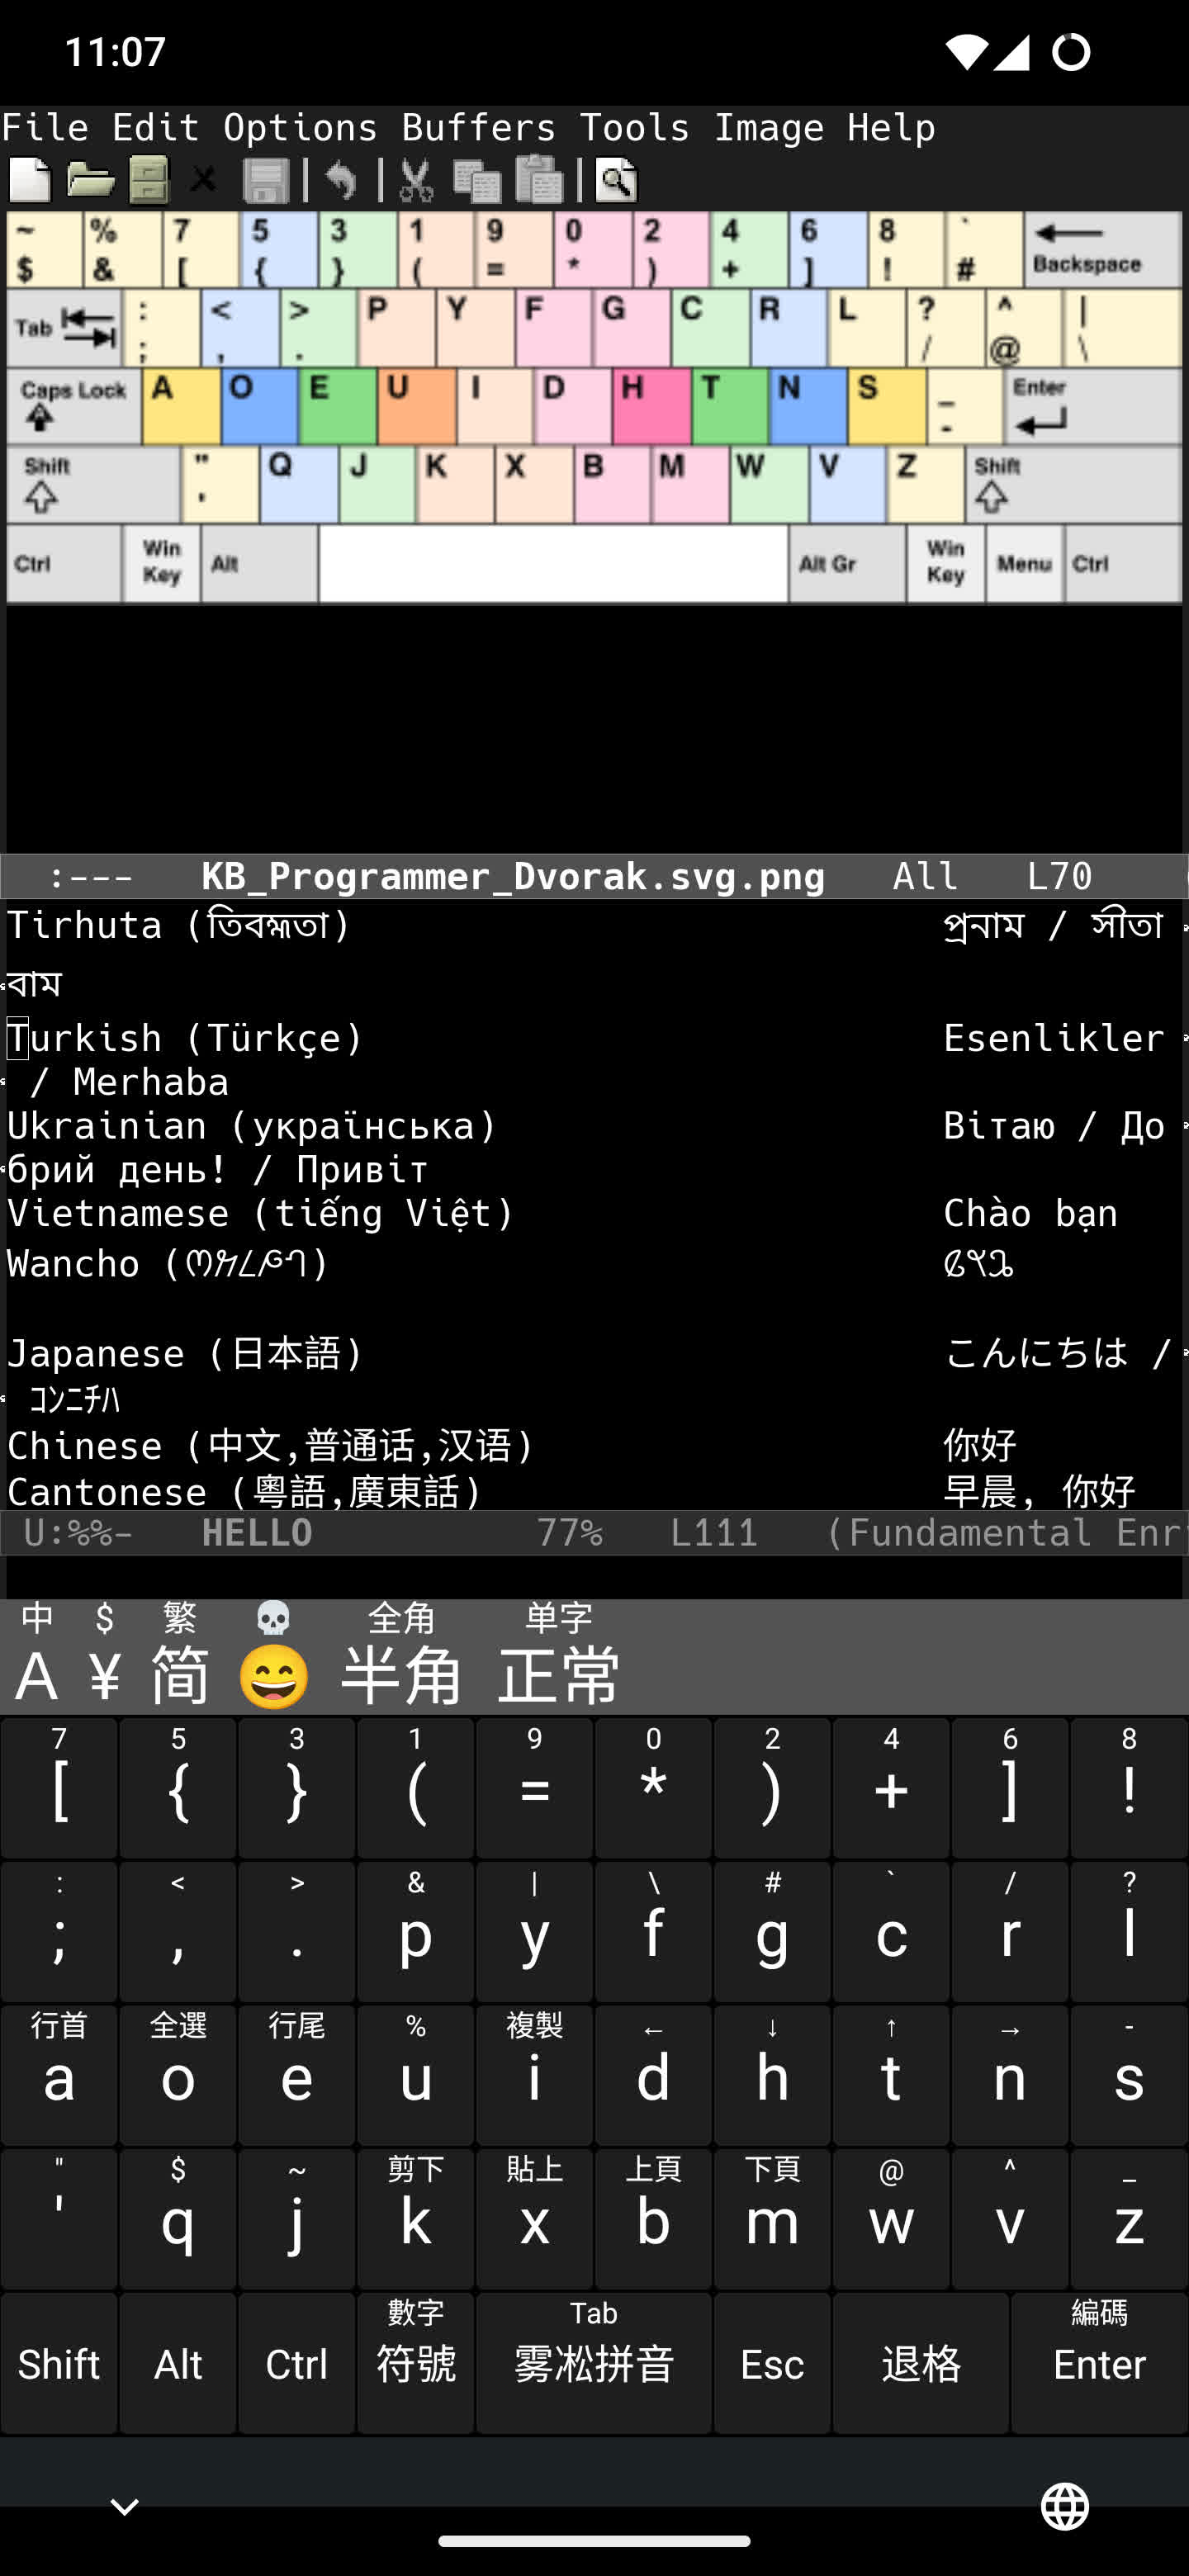 11:07
File Edit Options Buffers Tools Image Help
~ % 7 5 3 1 9 0 2 4 6 8 `
$ & [ { } ( = * ) + ] ! # Backspace
Tab : < > P Y F G C R L ? ^ |
; , . / @ \
Caps Lock A O E U I D H T N S _ Enter
-
Shift " Q J K X B M W V Z Shift
'
Ctrl Win Key Alt Alt Gr Win Key Menu Ctrl
:--- KB_Programmer_Dvorak.svg.png All L70
Tirhuta
Turkish (Türkçe) Esenlikler
/ Merhaba
Ukrainian (українська) Вітаю / До
брий день! / Привіт
Vietnamese (tiếng Việt) Chào bạn
Wancho
Japanese (日本語) こんにちは /
ｺﾝﾆﾁﾊ
Chinese (中文,普通话,汉语) 你好
Cantonese (粵語,廣東話) 早晨, 你好
U:%%- HELLO 77% L111 (Fundamental Enr
中 $ 繁 💀 全角 单字
A ¥ 简 😄 半角 正常
7 5 3 1 9 0 2 4 6 8
[ { } ( = * ) + ] !
: < > & | \ # ` / ?
; , . p y f g c r l
行首 全選 行尾 % 複製 ← ↓ ↑ → -
a o e u i d h t n s
" $ ~ 剪下 貼上 上頁 下頁 @ ^ _
' q j k x b m w v z
數字 Tab 編碼
Shift Alt Ctrl 符號 雾凇拼音 Esc 退格 Enter